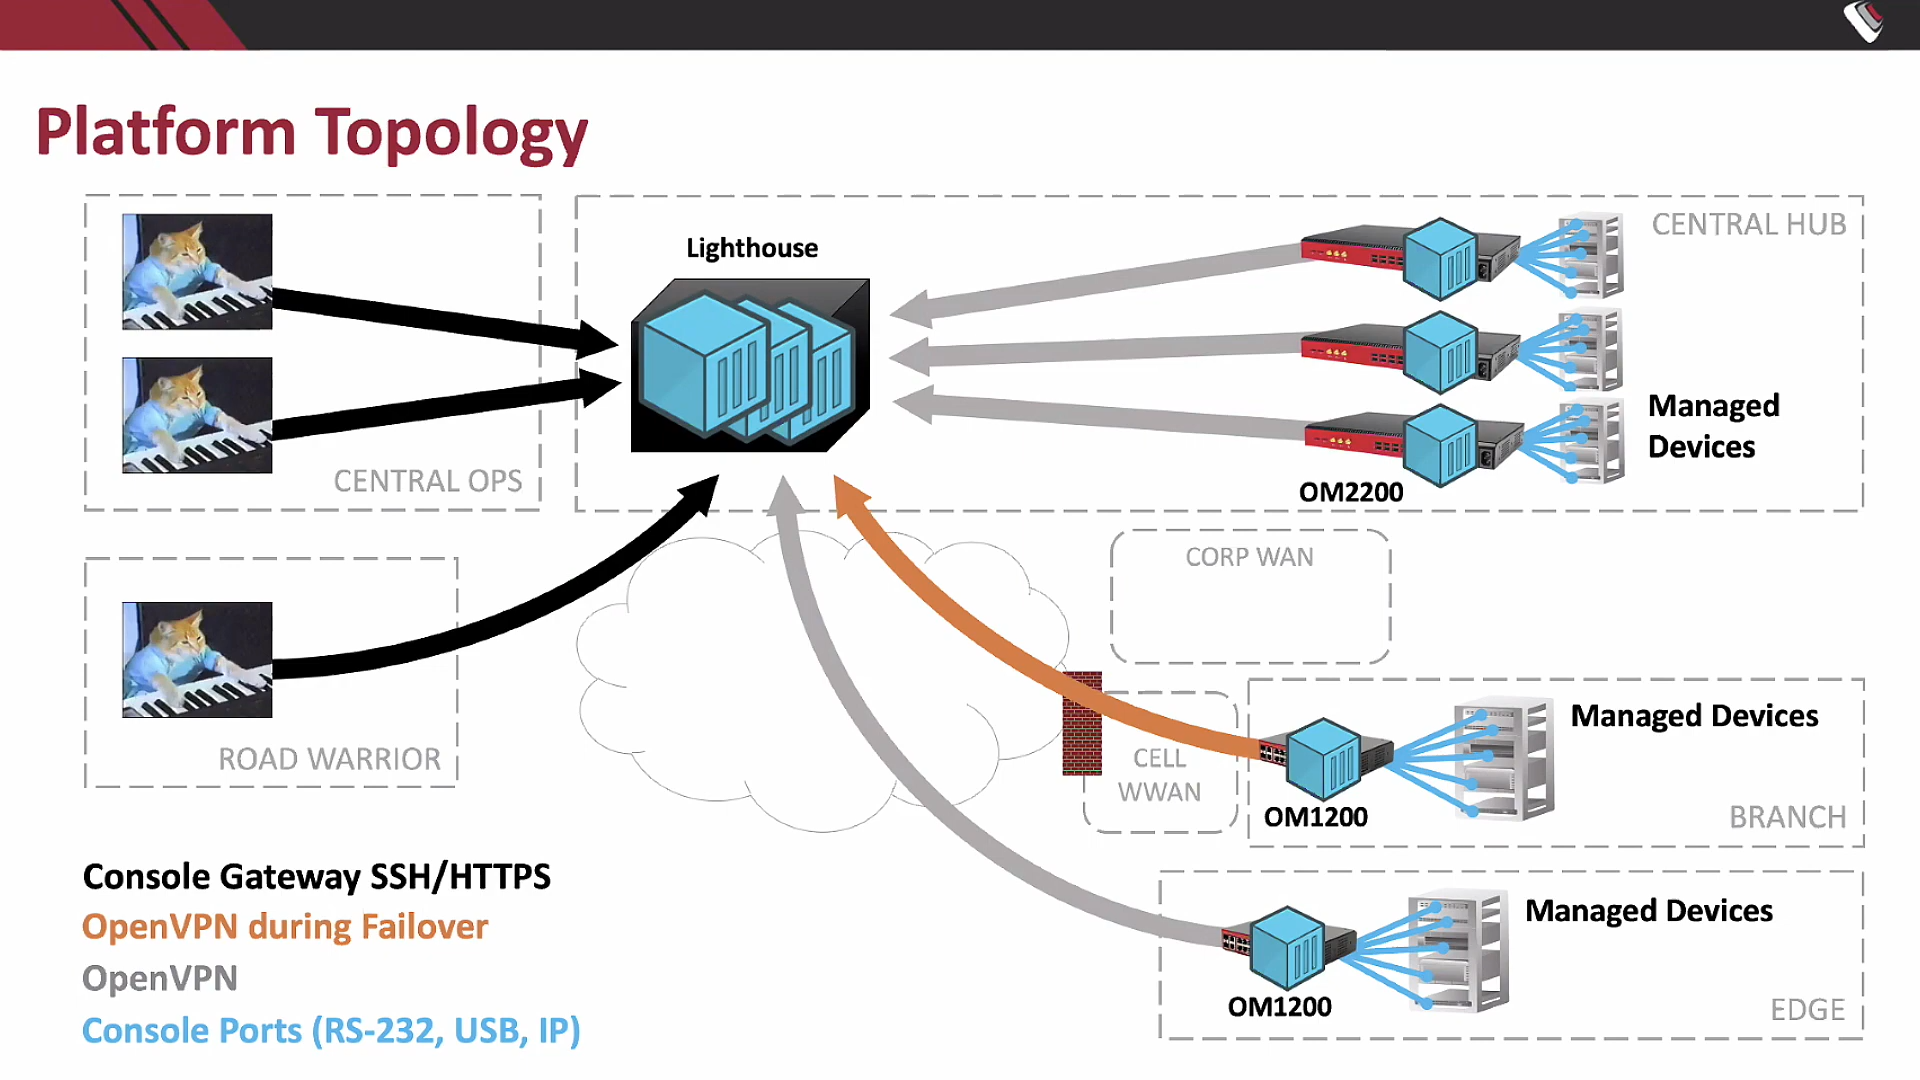 Platform Topology
Lighthouse
CENTRAL HUB
Managed
Devices
CENTRAL OPS
OM2200
CORP WAN
ROAD WARRIOR
CELL
WWAN
Managed Devices
OM1200
BRANCH
Console Gateway SSH/HTTPS
OpenVPN during Failover
OpenVPN
Console Ports (RS-232, USB, IP)
Managed Devices
OM1200
EDGE